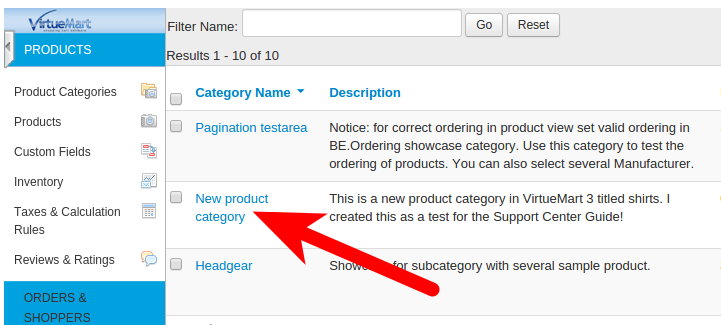 VirtueMart
Filter Name:
Go
Reset
PRODUCTS
Results 1 - 10 of 10
Product Categories
Products
Custom Fields
Inventory
Taxes & Calculation
Rules
Reviews & Ratings
ORDERS &
SHOPPERS
Category Name
Description
Pagination testarea
Notice: for correct ordering in product view set valid ordering in
BE.Ordering showcase category. Use this category to test the
ordering of products. You can also select several Manufacturer.
New product
category
This is a new product category in VirtueMart 3 titled shirts. I
created this as a test for the Support Center Guide!
Headgear
for subcategory with several sample product.